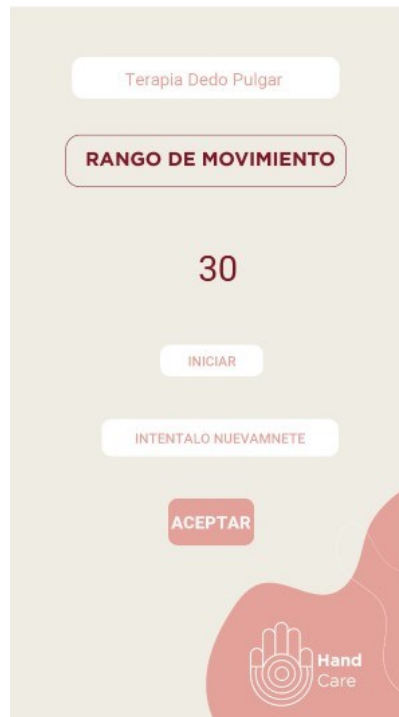 Terapia Dedo Pulgar
RANGO DE MOVIMIENTO
30
INICIAR
INTENTALO NUEVAMNETE
ACEPTAR
Hand
Care